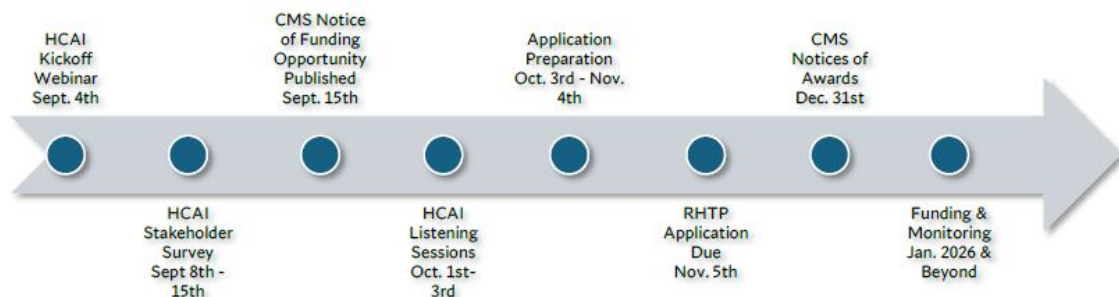 HCAI
Kickoff
Webinar
Sept. 4th
HCAI
Stakeholder
Survey
Sept 8th -
15th
CMS Notice
of Funding
Opportunity
Published
Sept. 15th
HCAI
Listening
Sessions
Oct. 1st-
3rd
Application
Preparation
Oct. 3rd - Nov.
4th
RHTP
Application
Due
Nov. 5th
CMS
Notices of
Awards
Dec. 31st
Funding &
Monitoring
Jan. 2026 &
Beyond